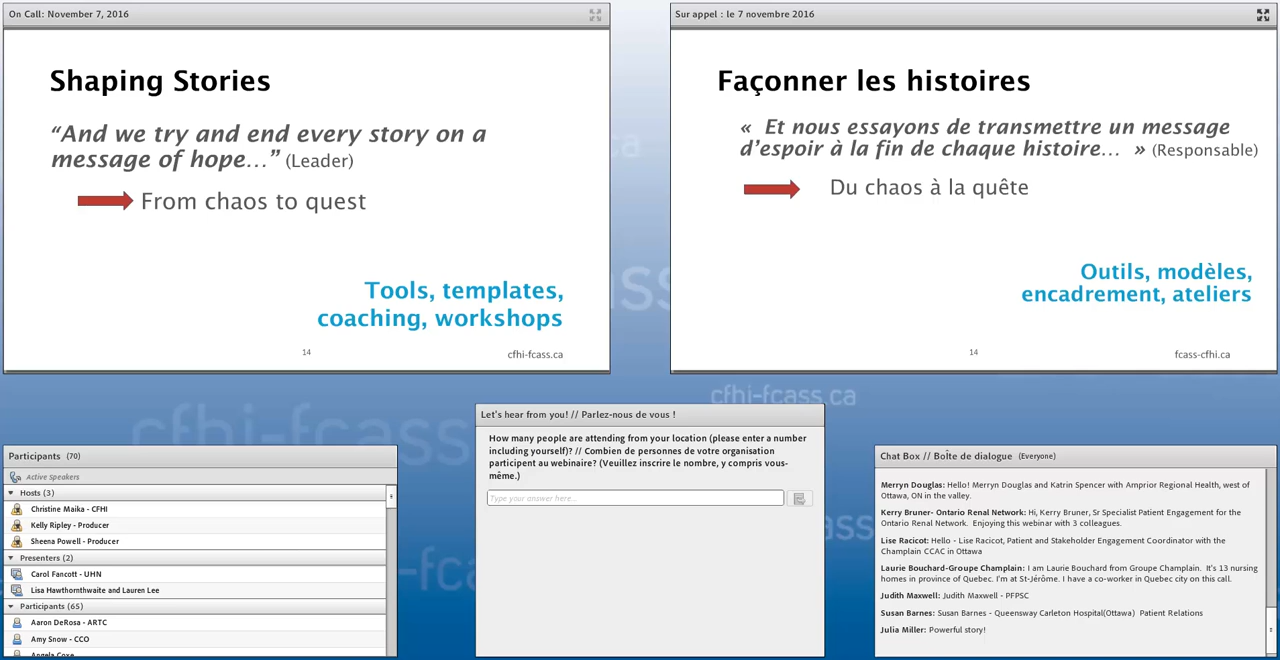 On Call: November 7, 2016
Shaping Stories
“And we try and end every story on a
message of hope…” (Leader)
From chaos to quest
Tools, templates,
coaching, workshops
14
cfhi-fcass.ca
Sur appel : le 7 novembre 2016
Façonner les histoires
«  Et nous essayons de transmettre un message
d’espoir à la fin de chaque histoire…  » (Responsable)
Du chaos à la quête
Outils, modèles,
encadrement, ateliers
14
fcass-cfhi.ca
cfhi-fcass.ca
cfhi-fcass
Participants (70)
Active Speakers
Hosts (3)
Christine Maika - CFHI
Kelly Ripley - Producer
Sheena Powell - Producer
Presenters (2)
Carol Fancott - UHN
Lisa Hawthornthwaite and Lauren Lee
Participants (65)
Aaron DeRosa - ARTC
Amy Snow - CCO
Let's hear from you! // Parlez-nous de vous !
How many people are attending from your location (please enter a number
including yourself)? // Combien de personnes de votre organisation
participent au webinaire? (Veuillez inscrire le nombre, y compris vous-
même.)
Type your answer here...
Chat Box // Boîte de dialogue (Everyone)
Merryn Douglas: Hello! Merryn Douglas and Katrin Spencer with Arnprior Regional Health, west of
Ottawa, ON in the valley.
Kerry Bruner- Ontario Renal Network: Hi, Kerry Bruner, Sr Specialist Patient Engagement for the
Ontario Renal Network.  Enjoying this webinar with 3 colleagues.
Lise Racicot: Hello - Lise Racicot, Patient and Stakeholder Engagement Coordinator with the
Champlain CCAC in Ottawa
Laurie Bouchard-Groupe Champlain: I am Laurie Bouchard from Groupe Champlain.  It's 13 nursing
homes in province of Quebec. I'm at St-Jérôme. I have a co-worker in Quebec city on this call.
Judith Maxwell: Judith Maxwell - PFPSC
Susan Barnes: Susan Barnes - Queensway Carleton Hospital(Ottawa)  Patient Relations
Julia Miller: Powerful story!